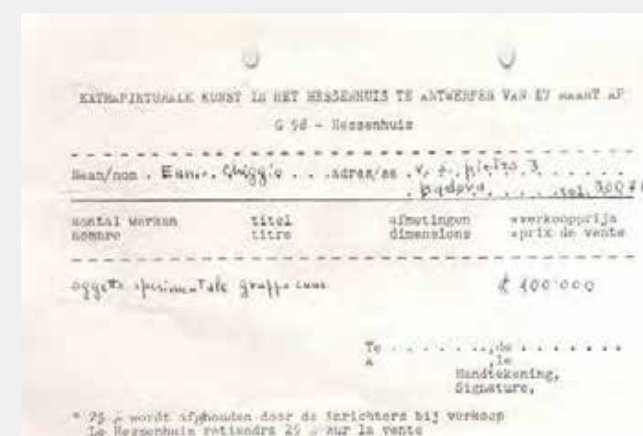 EXTRAPIKTURALE KUNST IN HET HESSENHUIS TE ANTWERPEN VAN 27 MAART AF
G 58 - Hessenhuis
Naam/nom . Ennio Chiggio . . . adres/se . v. s. pietro 3 . . . . . .
. padova . . . . . tel.
aantal werken titel afmetingen *verkoopprijs
nombre titre dimensions *prix de vente
oggetto sperimentale gruppo enne £ 100.000
Te . . . . . . ., de . . . . . . .
A ,le
Handtekening,
Signature,
* 25 % wordt afghouden door de inrichters bij verkoop
Le Hessenhuis retiendra 25 % sur la vente